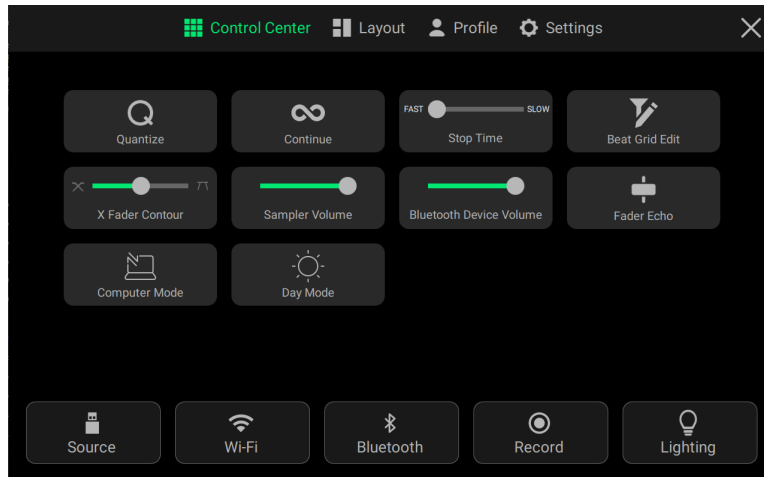 Control Center Layout Profile Settings
Quantize
Continue
FAST SLOW
Stop Time
Beat Grid Edit
X Fader Contour
Sampler Volume
Bluetooth Device Volume
Fader Echo
Computer Mode
Day Mode
Source
Wi-Fi
Bluetooth
Record
Lighting